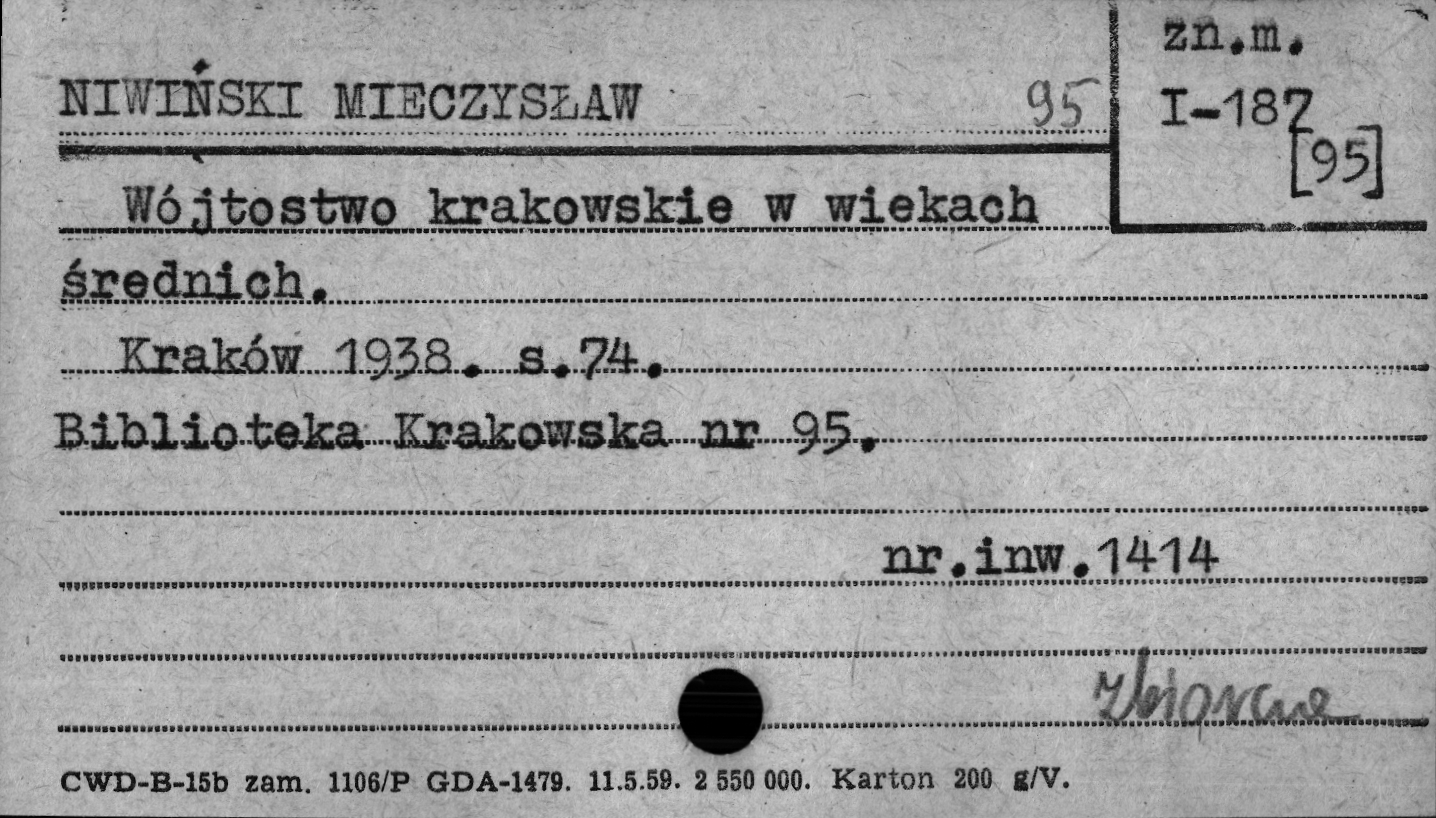 zn.m.
NIWIŃSKI MIECZYSŁAW 95
I-187
[95]
Wójtostwo krakowskie w wiekach
średnich.
Kraków 1938. s.74.
Biblioteka Krakowska nr 95.
nr.inw.1414
CWD-B-15b zam. 1106/P GDA-1479. 11.5.59. 2 550 000. Karton 200 g/V.